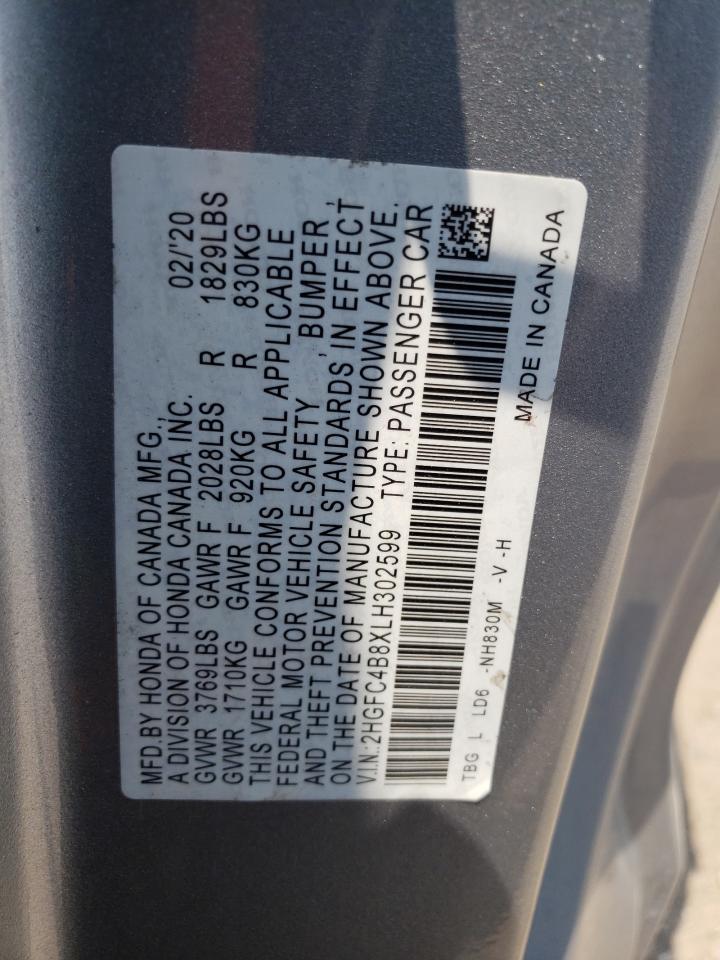 MFD.BY HONDA OF CANADA MFG.,
A DIVISION OF HONDA CANADA INC. 02/'20
GVWR 3769LBS GAWR F 2028LBS R 1829LBS
GVWR 1710KG GAWR F 920KG R 830KG
THIS VEHICLE CONFORMS TO ALL APPLICABLE
FEDERAL MOTOR VEHICLE SAFETY , BUMPER ,
AND THEFT PREVENTION STANDARDS IN EFFECT
ON THE DATE OF MANUFACTURE SHOWN ABOVE.
V.I.N.:2HGFC4B8XLH302599 TYPE: PASSENGER CAR
TBG L LD6 -NH830M -V -H MADE IN CANADA